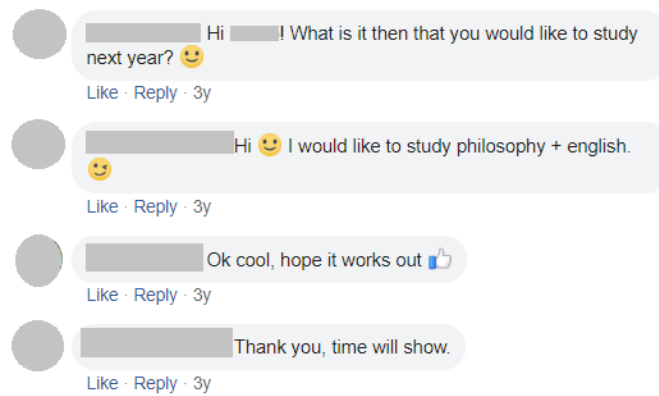 Hi ! What is it then that you would like to study
next year? 🙂
Like · Reply · 3y
Hi 🙂 I would like to study philosophy + english.
😉
Like · Reply · 3y
Ok cool, hope it works out 👍
Like · Reply · 3y
Thank you, time will show.
Like · Reply · 3y